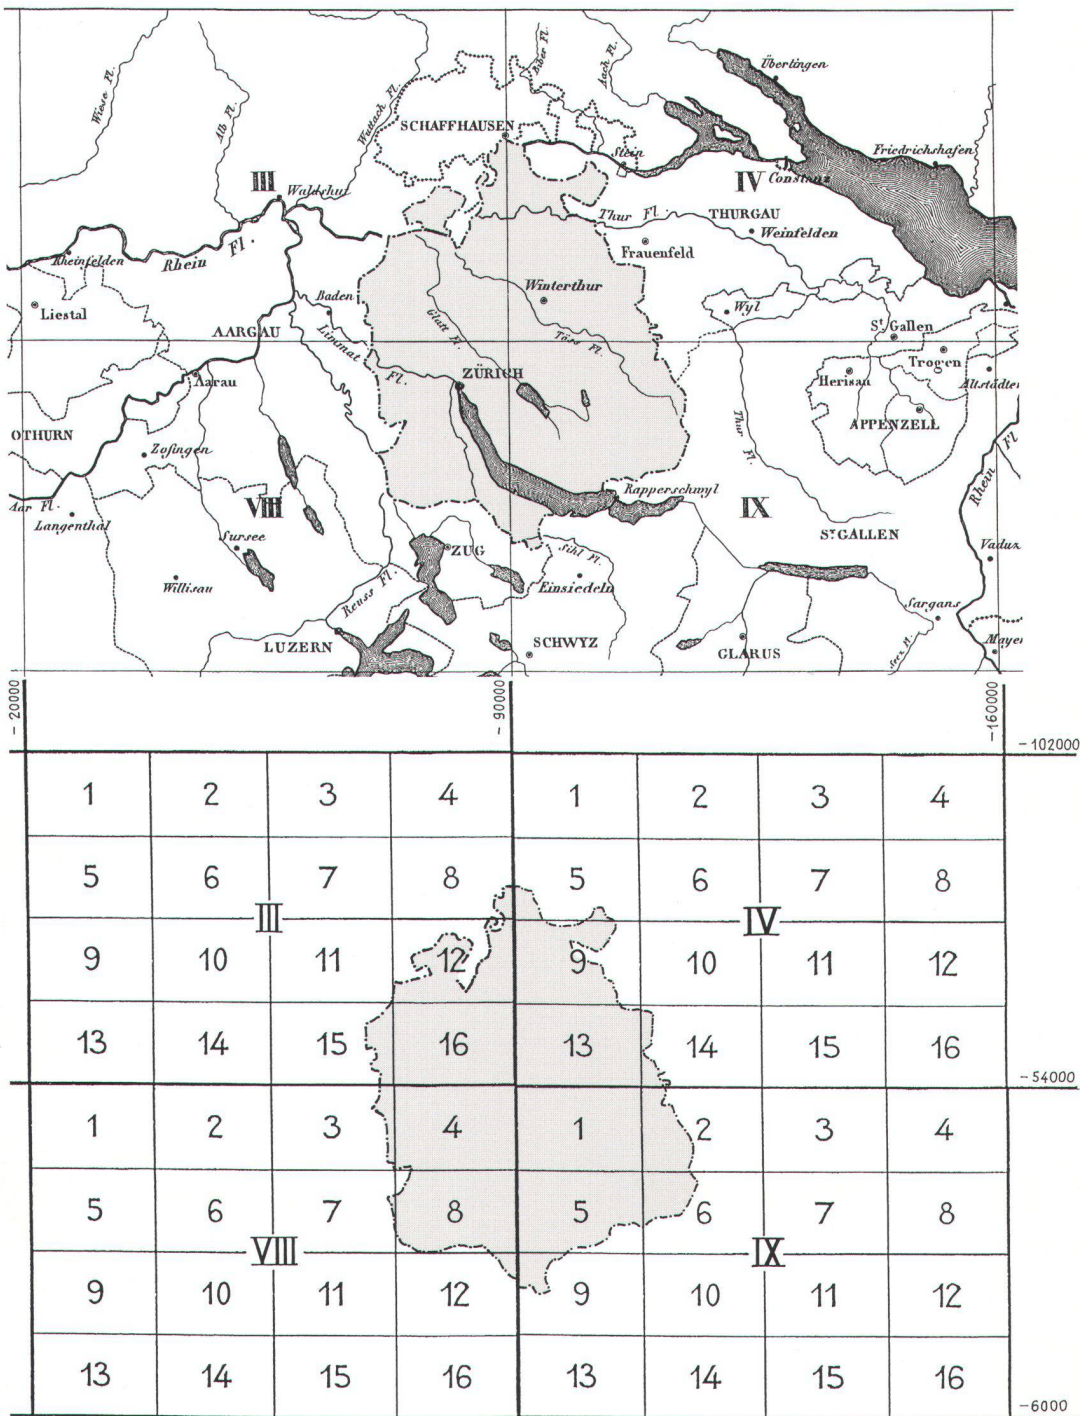 Wiese Fl.
Alb Fl.
Wuttach Fl.
Biber Fl.
Aach Fl.
Überlingen
SCHAFFHAUSEN
Stein
Friedrichshafen
III
Waldshut
IV
Constanz
Thur Fl.
THURGAU
Weinfelden
Frauenfeld
Rheinfelden
Rhein Fl.
Liestal
Baden
Winterthur
Wyl
AARGAU
Limmat Fl.
Glatt Fl.
Töss Fl.
St. Gallen
Trogen
Aarau
ZÜRICH
Herisau
Altstädten
OTHURN
Zofingen
Thur Fl.
APPENZELL
Rhein Fl
Aar Fl.
Langenthal
VIII
Rapperschwyl
IX
Sursee
ZUG
Sihl Fl.
ST GALLEN
Vaduz
Willisau
Reuss Fl.
Einsiedeln
Sargans
LUZERN
SCHWYZ
GLARUS
Seez Fl.
Mayen
-20000
-90000
-160000
-102000
1 2 3 4 1 2 3 4
5 6 7 8 5 6 7 8
III IV
9 10 11 12 9 10 11 12
13 14 15 16 13 14 15 16
-54000
1 2 3 4 1 2 3 4
5 6 7 8 5 6 7 8
VIII IX
9 10 11 12 9 10 11 12
13 14 15 16 13 14 15 16
-6000